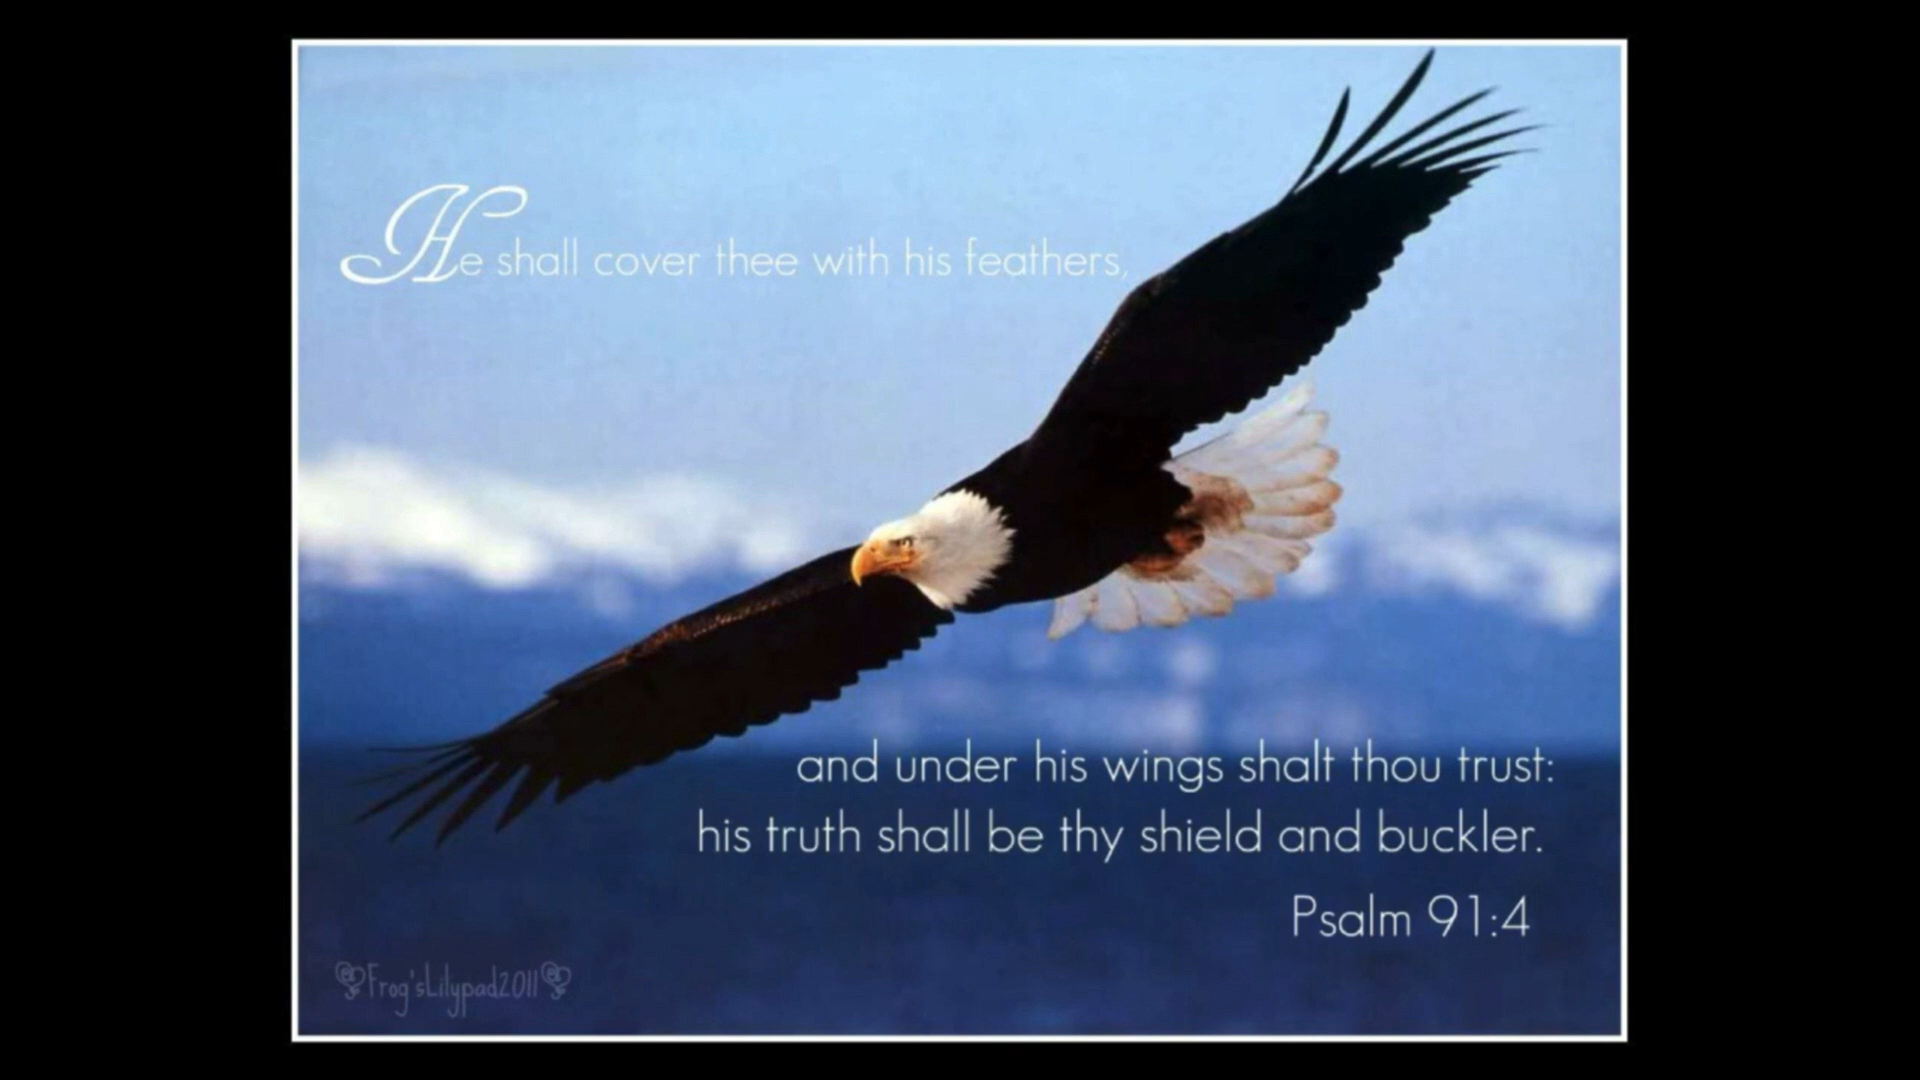 He shall cover thee with his feathers,
and under his wings shalt thou trust:
his truth shall be thy shield and buckler.
Psalm 91:4
Frog'sLilypad2011